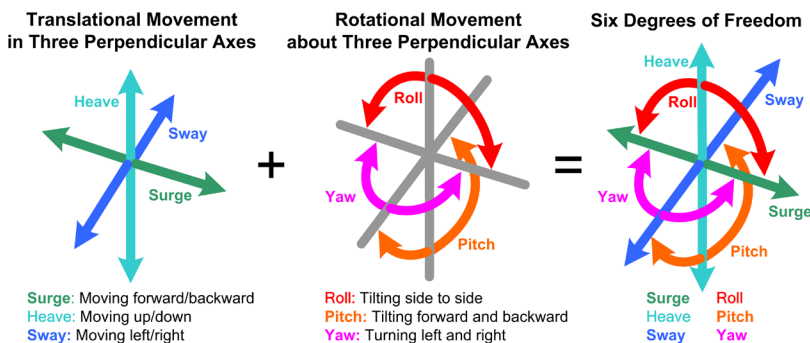 Translational Movement
in Three Perpendicular Axes
Heave
Sway
Surge
Surge: Moving forward/backward
Heave: Moving up/down
Sway: Moving left/right
+
Rotational Movement
about Three Perpendicular Axes
Roll
Yaw
Pitch
Roll: Tilting side to side
Pitch: Tilting forward and backward
Yaw: Turning left and right
=
Six Degrees of Freedom
Heave
Sway
Roll
Yaw
Surge
Pitch
Surge Roll
Heave Pitch
Sway Yaw